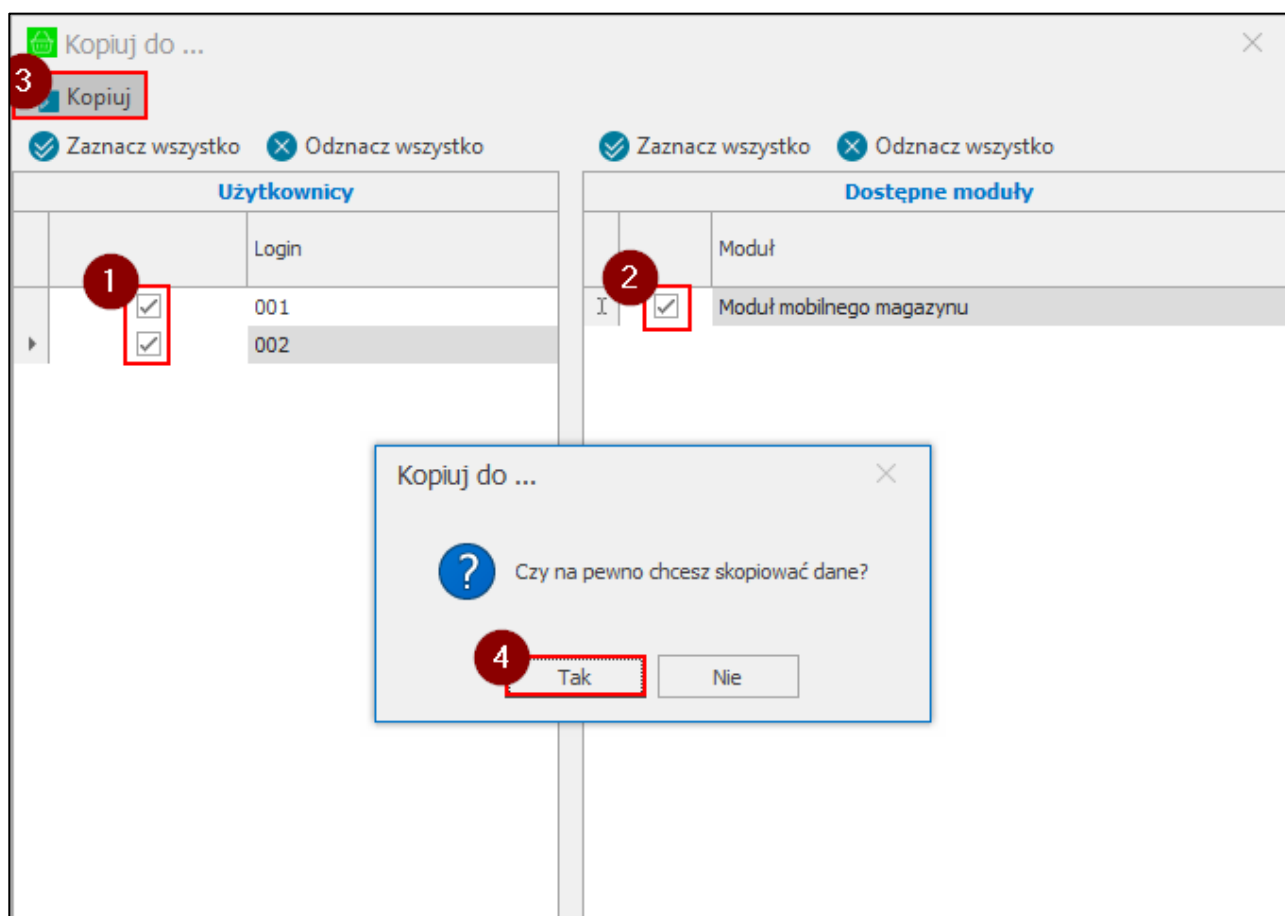 Kopiuj do ...
3
Kopiuj
Zaznacz wszystko Odznacz wszystko Zaznacz wszystko Odznacz wszystko
Użytkownicy Dostępne moduły
Login Moduł
1 2
001 Moduł mobilnego magazynu
002
Kopiuj do ...
? Czy na pewno chcesz skopiować dane?
4
Tak Nie